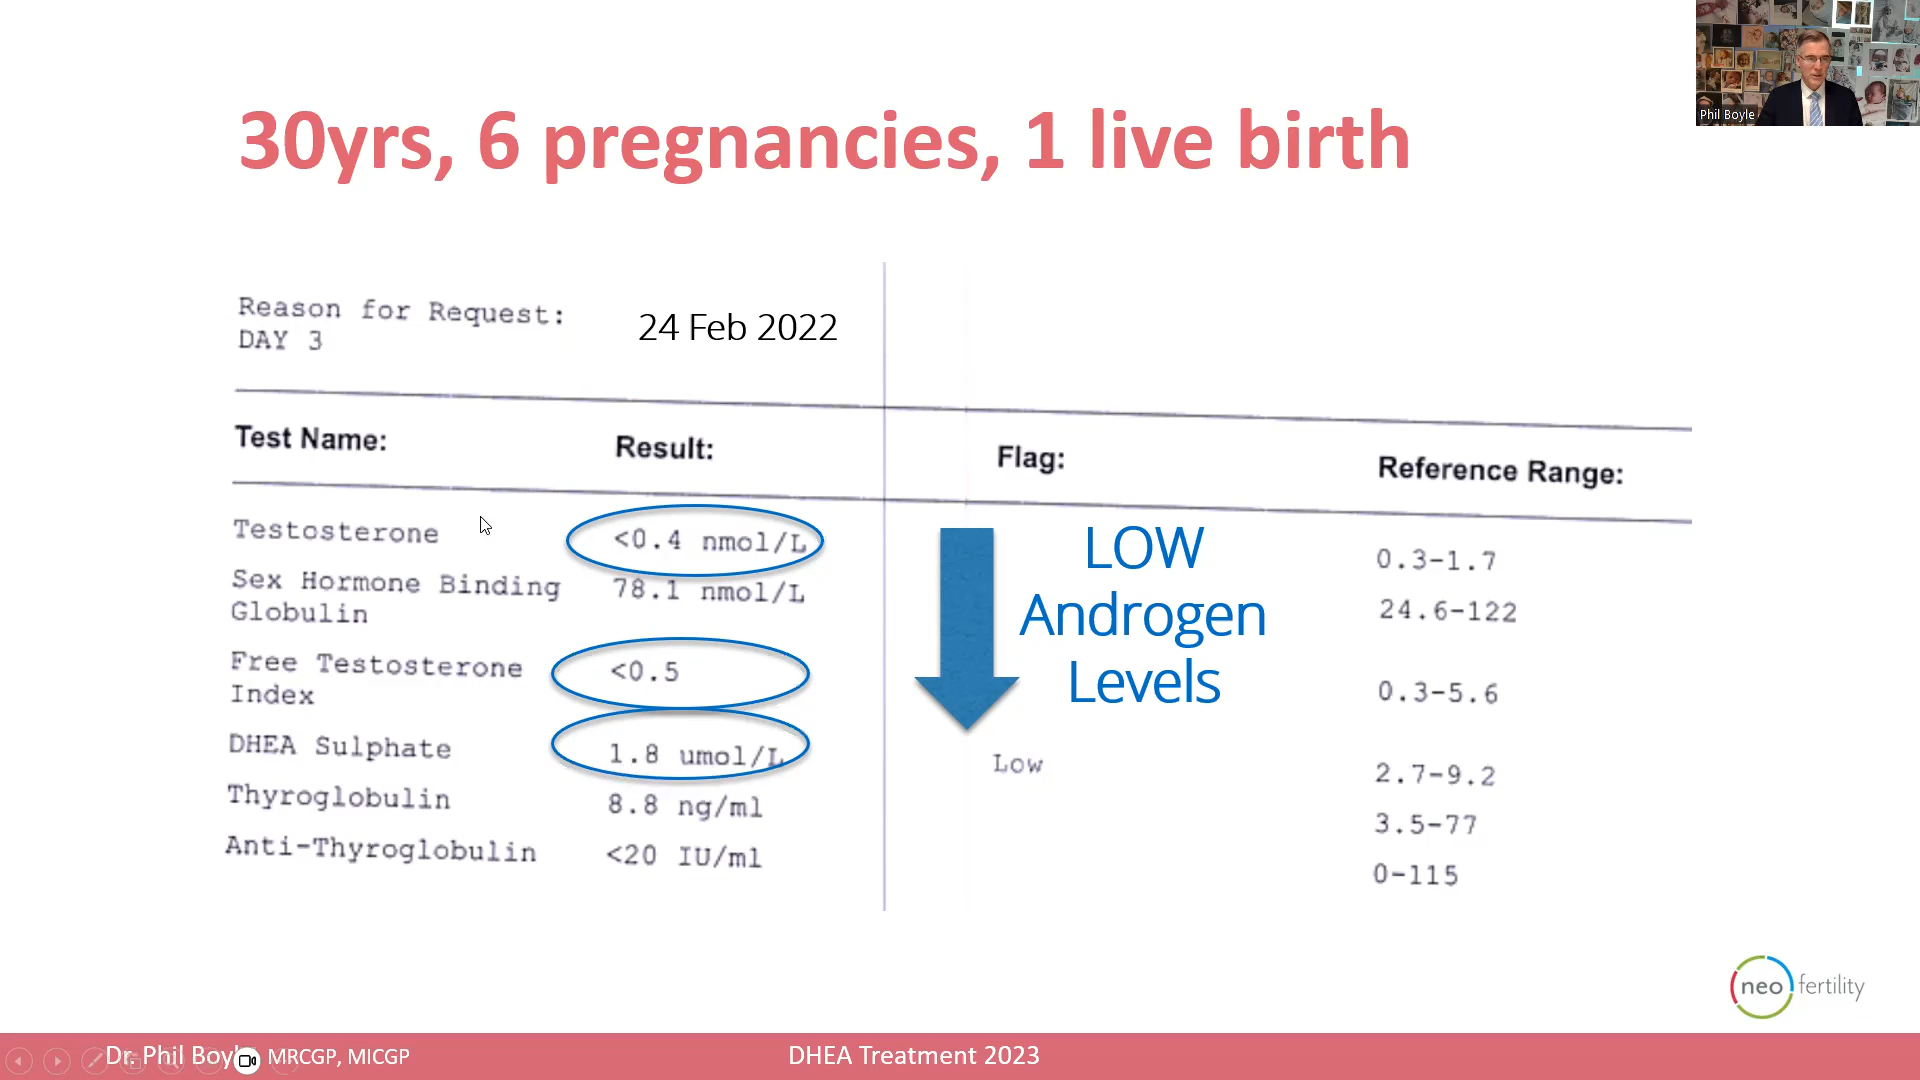 Phil Boyle
30yrs, 6 pregnancies, 1 live birth
Reason for Request:
DAY 3
24 Feb 2022
Test Name: Result: Flag: Reference Range:
Testosterone <0.4 nmol/L 0.3-1.7
Sex Hormone Binding Globulin 78.1 nmol/L 24.6-122
Free Testosterone Index <0.5 0.3-5.6
DHEA Sulphate 1.8 umol/L Low 2.7-9.2
Thyroglobulin 8.8 ng/ml 3.5-77
Anti-Thyroglobulin <20 IU/ml 0-115
LOW
Androgen
Levels
neo fertility
Dr. Phil Boyle MRCGP, MICGP
DHEA Treatment 2023